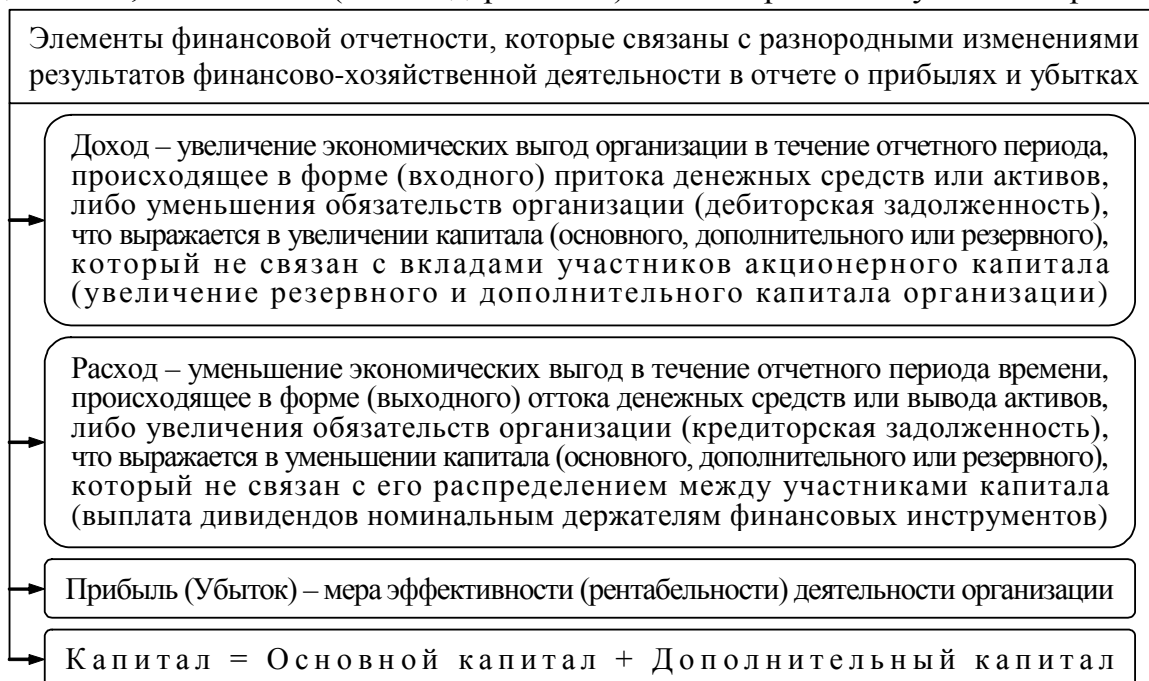 Элементы финансовой отчетности, которые связаны с разнородными изменениями
результатов финансово-хозяйственной деятельности в отчете о прибылях и убытках
Доход – увеличение экономических выгод организации в течение отчетного периода,
происходящее в форме (входного) притока денежных средств или активов,
либо уменьшения обязательств организации (дебиторская задолженность),
что выражается в увеличении капитала (основного, дополнительного или резервного),
который не связан с вкладами участников акционерного капитала
(увеличение резервного и дополнительного капитала организации)
Расход – уменьшение экономических выгод в течение отчетного периода времени,
происходящее в форме (выходного) оттока денежных средств или вывода активов,
либо увеличения обязательств организации (кредиторская задолженность),
что выражается в уменьшении капитала (основного, дополнительного или резервного),
который не связан с его распределением между участниками капитала
(выплата дивидендов номинальным держателям финансовых инструментов)
Прибыль (Убыток) – мера эффективности (рентабельности) деятельности организации
Капитал = Основной капитал + Дополнительный капитал